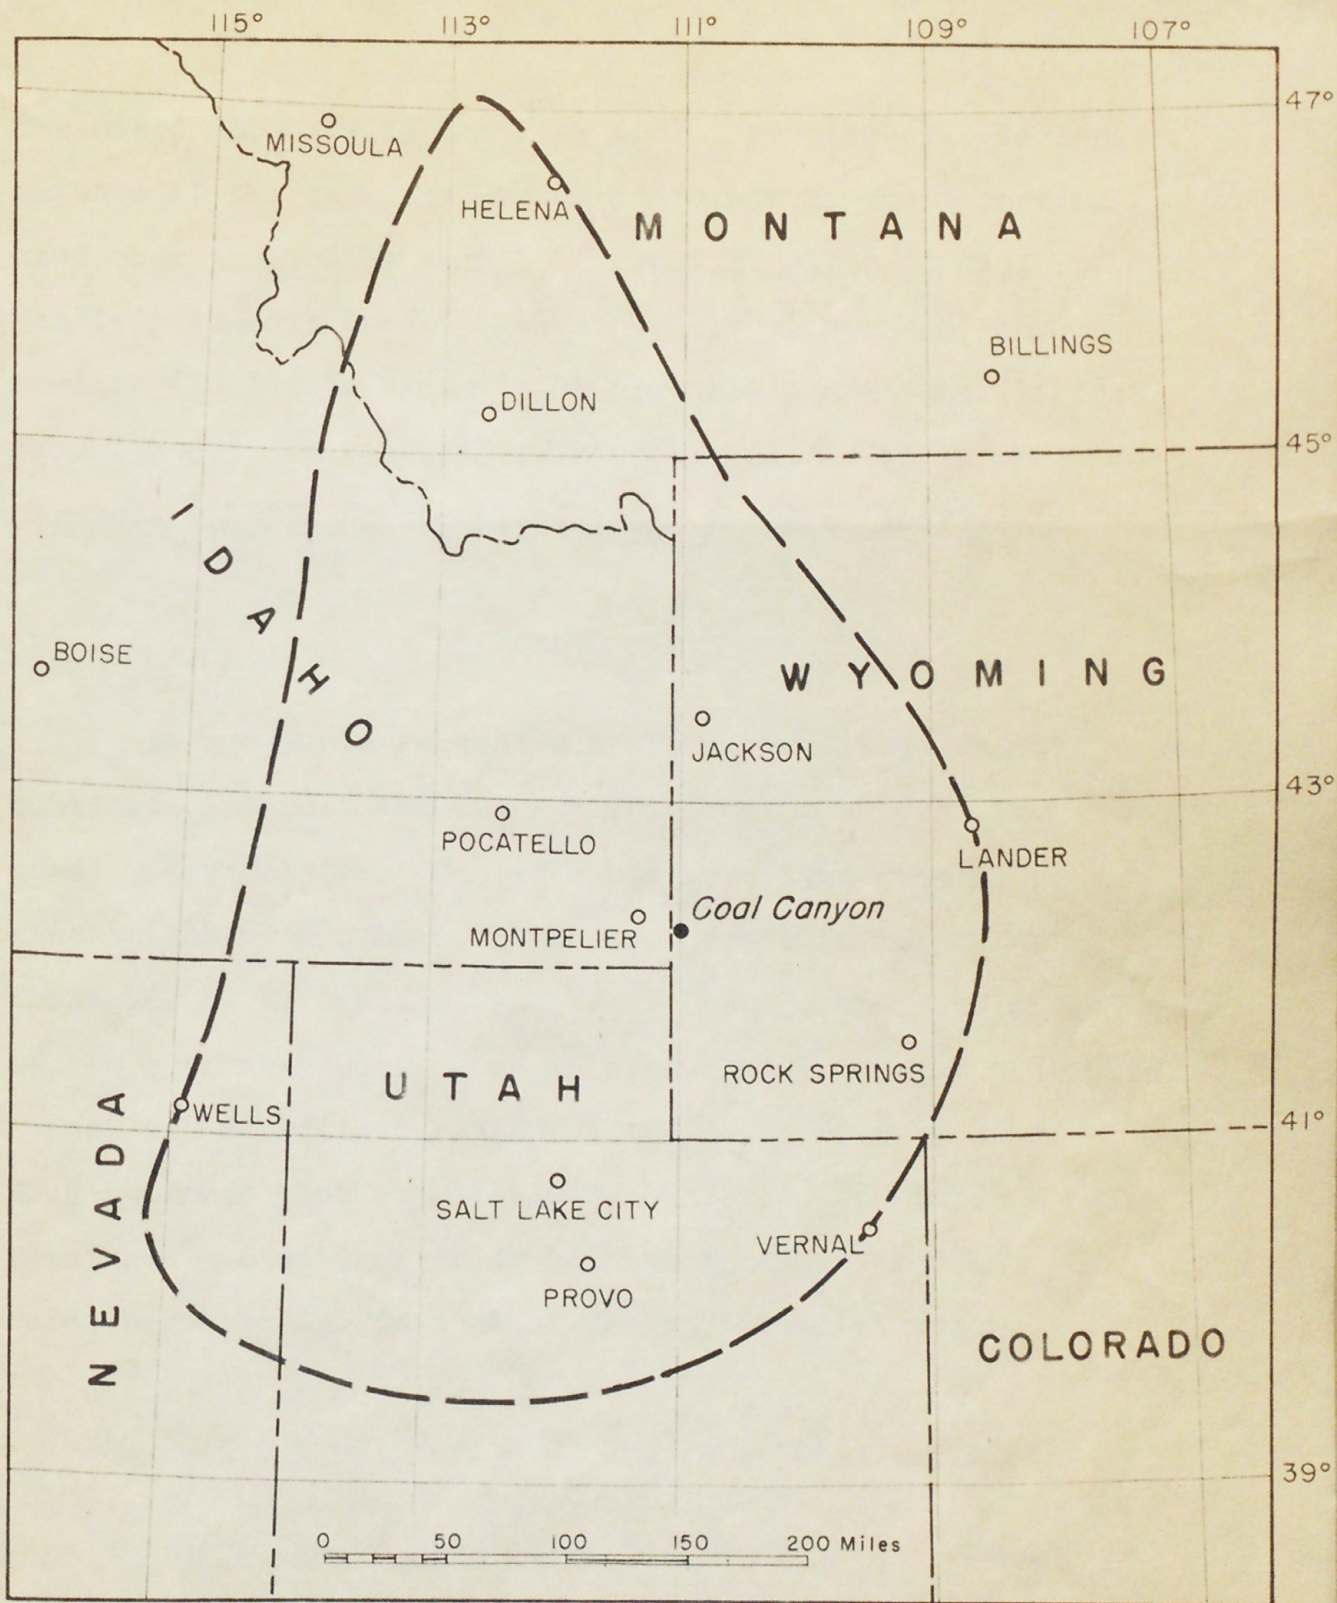 115° 113° 111° 109° 107°
47°
MISSOULA
HELENA
MONTANA
BILLINGS
DILLON
45°
IDAHO
BOISE
WYOMING
JACKSON
43°
POCATELLO
LANDER
Coal Canyon
MONTPELIER
ROCK SPRINGS
UTAH
WELLS
41°
NEVADA
SALT LAKE CITY
VERNAL
PROVO
COLORADO
39°
0 50 100 150 200 Miles